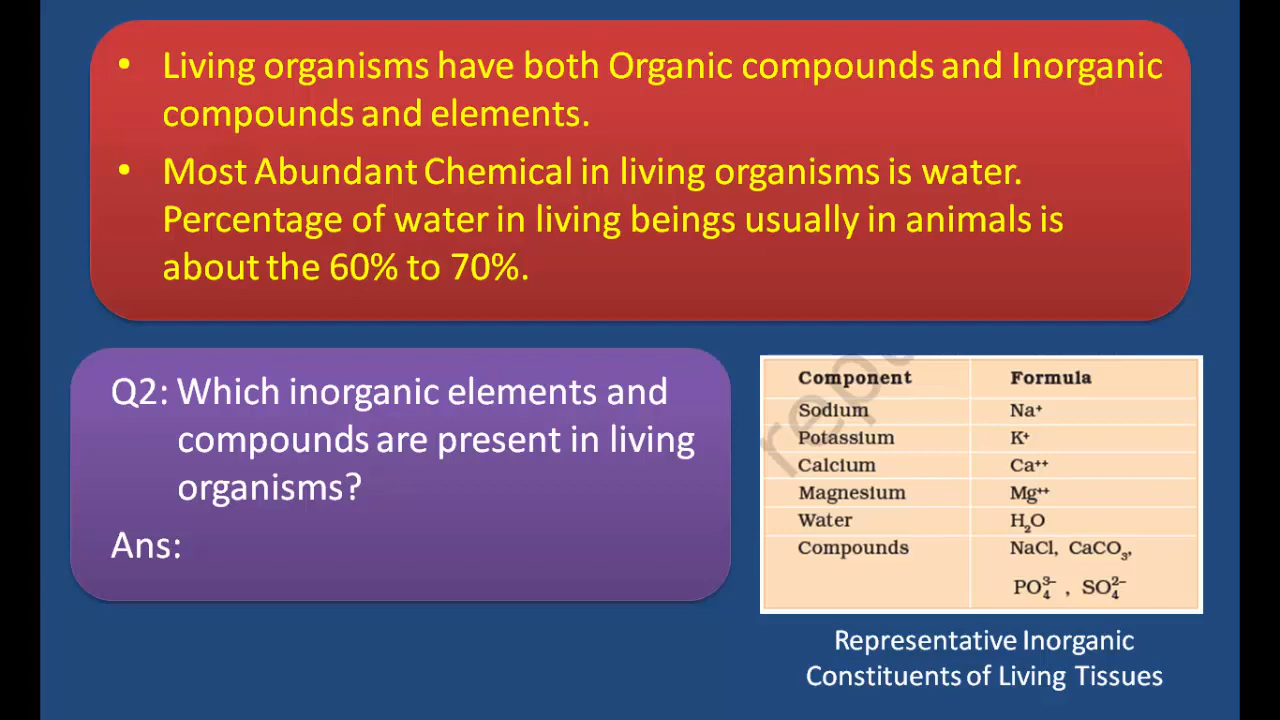 • Living organisms have both Organic compounds and Inorganic
compounds and elements.
• Most Abundant Chemical in living organisms is water.
Percentage of water in living beings usually in animals is
about the 60% to 70%.
Q2: Which inorganic elements and
compounds are present in living
organisms?
Ans:
Component Formula
Sodium Na⁺
Potassium K⁺
Calcium Ca⁺⁺
Magnesium Mg⁺⁺
Water H₂O
Compounds NaCl, CaCO₃,
PO₄³⁻, SO₄²⁻
Representative Inorganic
Constituents of Living Tissues